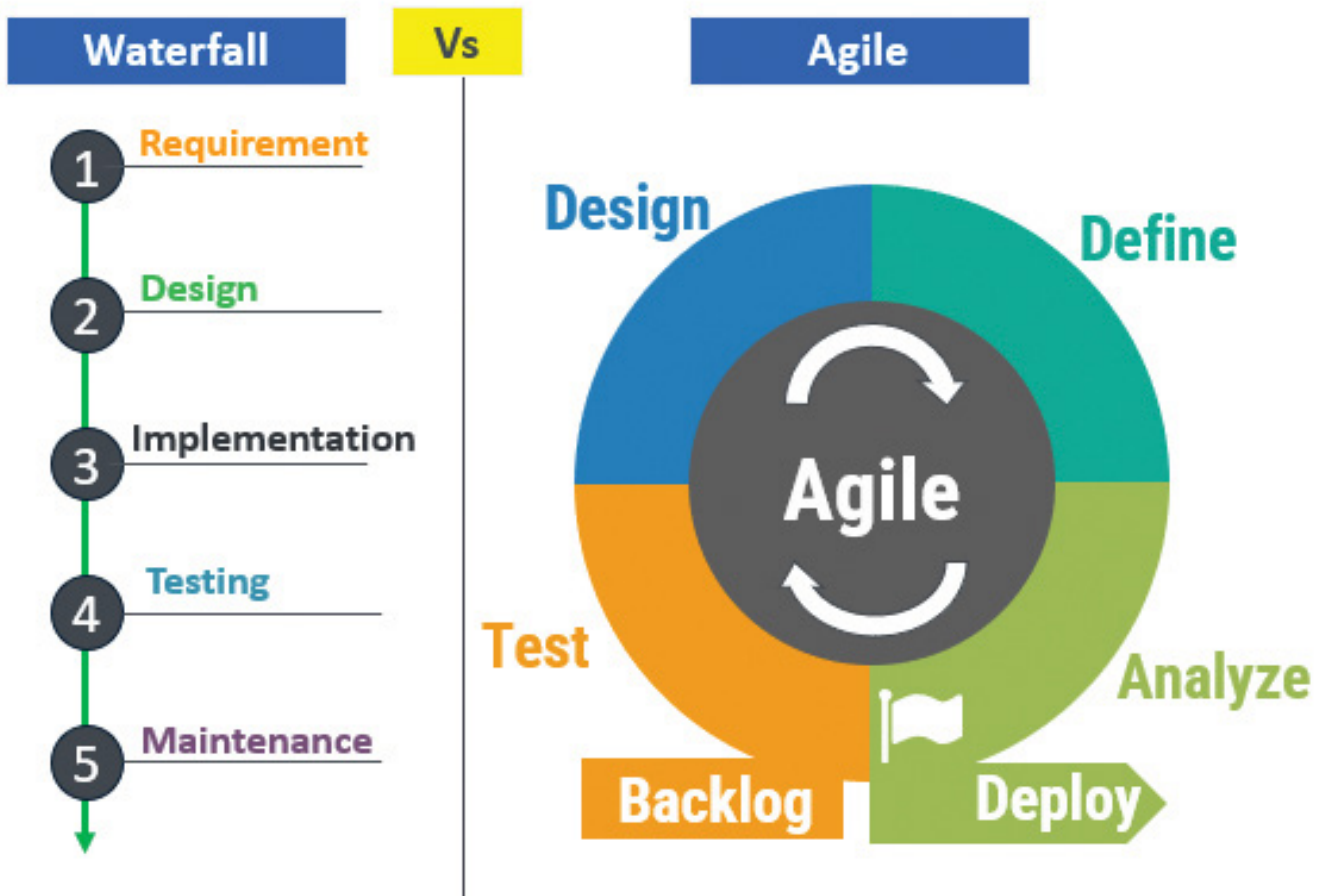 Waterfall
Vs
Agile
1
Requirement
2
Design
3
Implementation
4
Testing
5
Maintenance
Design
Define
Agile
Test
Analyze
Backlog
Deploy